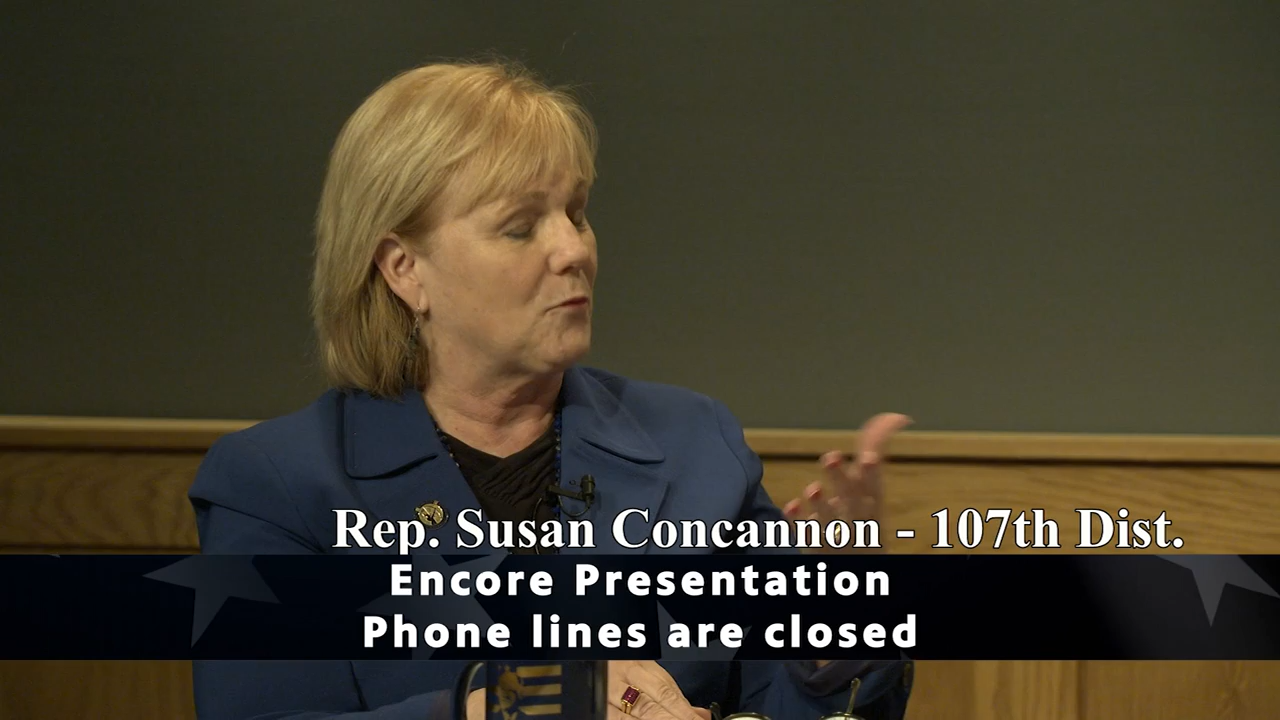 Rep. Susan Concannon - 107th Dist.
Encore Presentation
Phone lines are closed